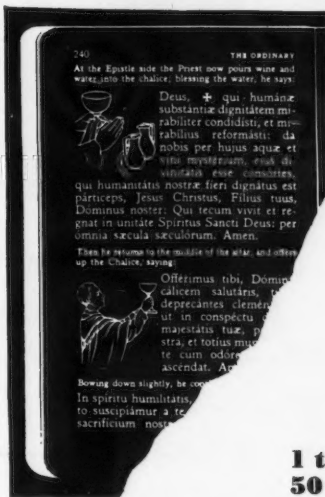 240 THE ORDINARY
At the Epistle side the Priest now pours wine and
water into the chalice; blessing the water, he says:
Deus, ✠ qui humánæ
substántiæ dignitátem mi-
rabíliter condidísti, et mi-
rabílius reformásti: da
nobis per hujus aquæ et
vini mystérium, ejus di-
vinitátis esse consórtes,
qui humanitátis nostræ fíeri dignátus est
párticeps, Jesus Christus, Fílius tuus,
Dóminus noster: Qui tecum vivit et re-
gnat in unitáte Spíritus Sancti Deus: per
ómnia sǽcula sæculórum. Amen.
Then he returns to the middle of the altar, and offers
up the Chalice, saying:
Offérimus tibi, Dómin
cálicem salutáris, t
deprecántes clemén
ut in conspéctu
majestátis tuæ, p
stra, et totíus mu
te cum odóre
ascéndat. A
Bowing down slightly, he con
In spíritu humilitátis,
to suscipiámur a te
sacrifícium nost
1 t
50